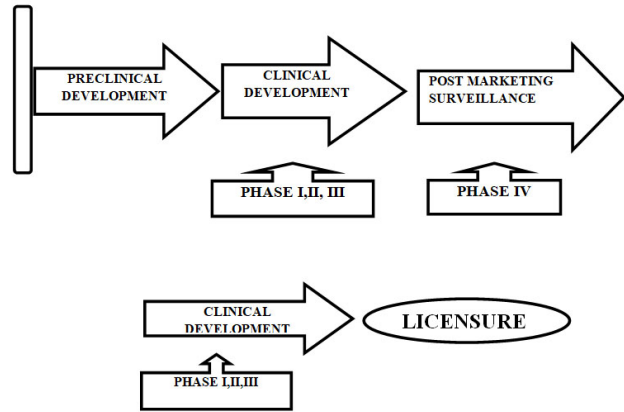 PRECLINICAL
DEVELOPMENT
CLINICAL
DEVELOPMENT
POST MARKETING
SURVEILLANCE
PHASE I,II, III
PHASE IV
CLINICAL
DEVELOPMENT
LICENSURE
PHASE I,II,III